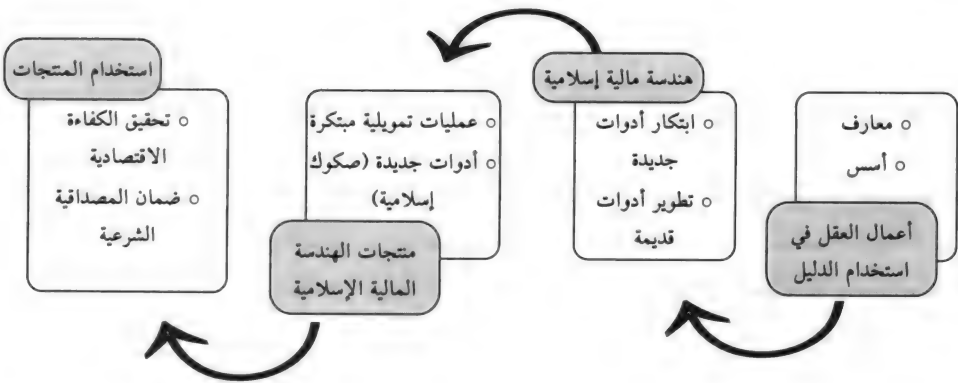 معارف
أسس
أعمال العقل في
استخدام الدليل
هندسة مالية إسلامية
ابتكار أدوات
جديدة
تطوير أدوات
قديمة
عمليات تمويلية مبتكرة
أدوات جديدة (صكوك
إسلامية)
منتجات الهندسة
المالية الإسلامية
استخدام المنتجات
تحقيق الكفاءة
الاقتصادية
ضمان المصداقية
الشرعية